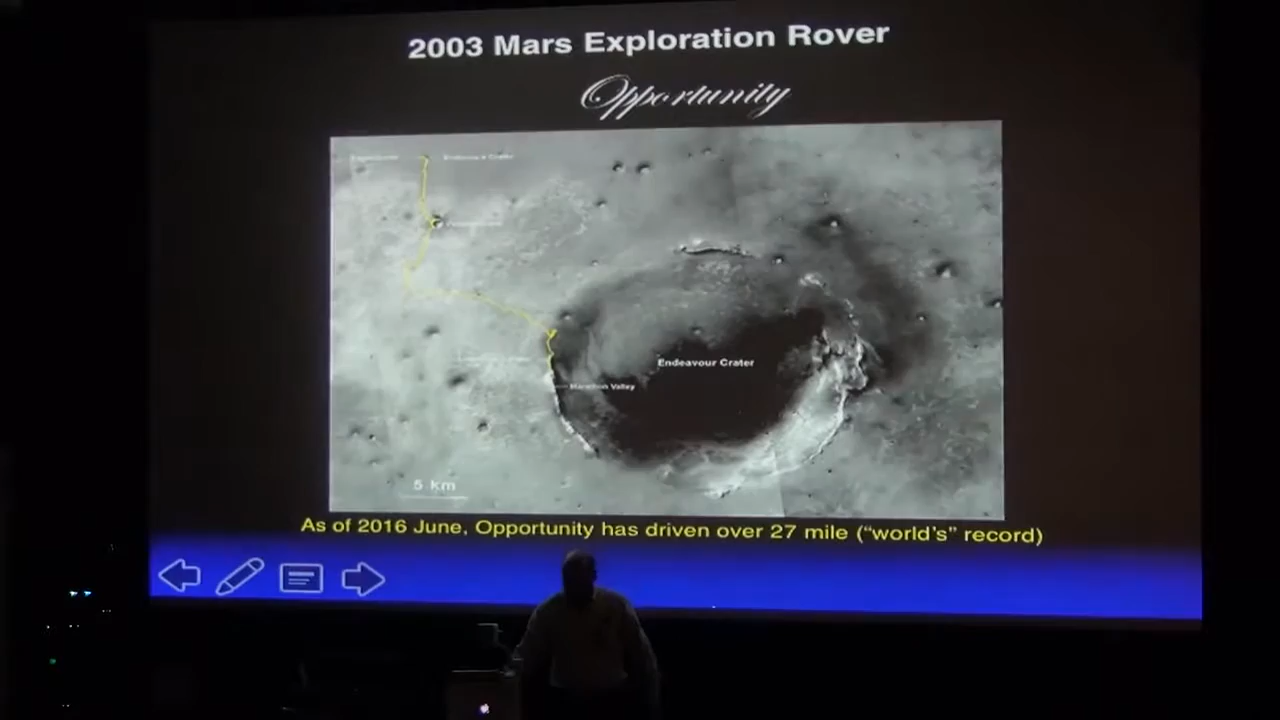 2003 Mars Exploration Rover
Opportunity
Endeavour Crater
Marathon Valley
5 km
As of 2016 June, Opportunity has driven over 27 mile (“world's” record)